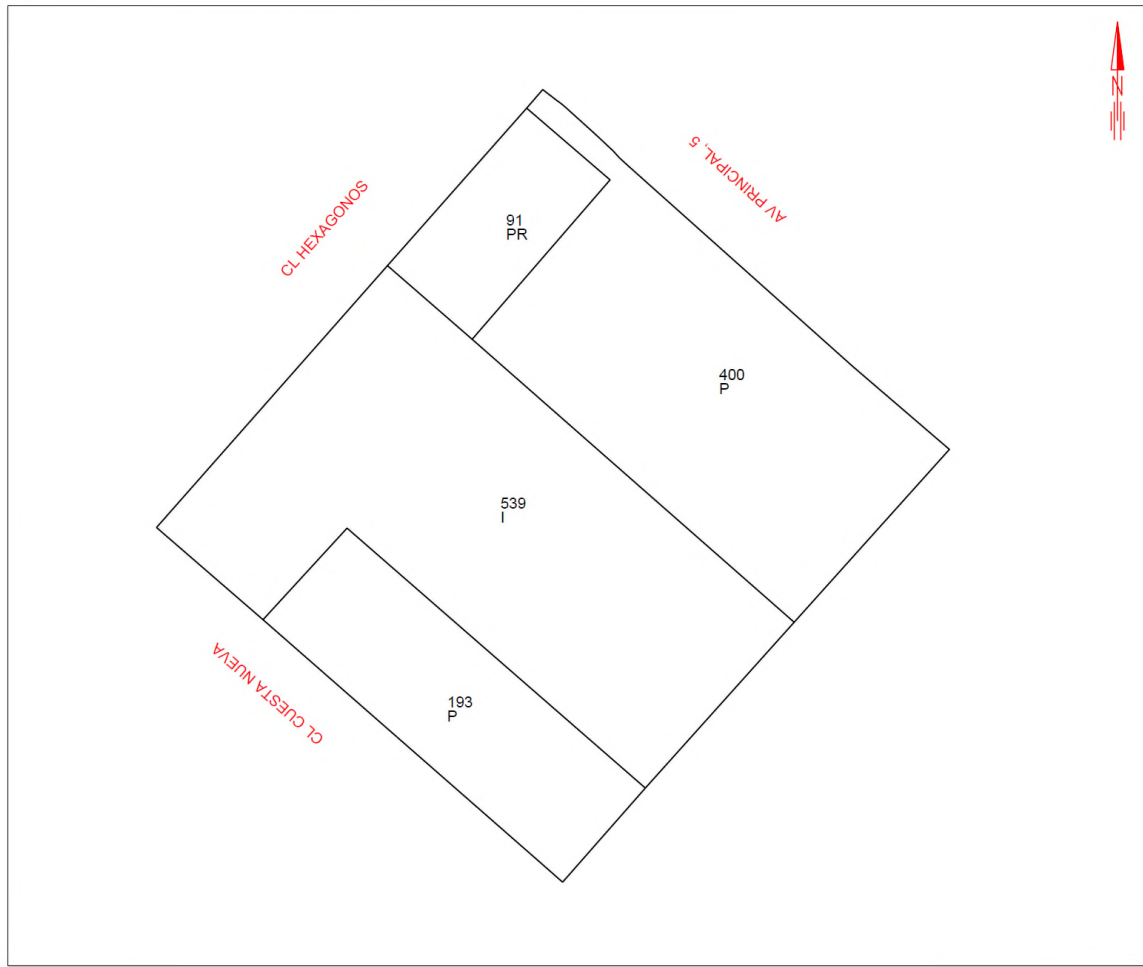 N
AV PRINCIPAL, 5
CL HEXAGONOS
91
PR
400
P
539
I
193
P
CL CUESTA NUEVA